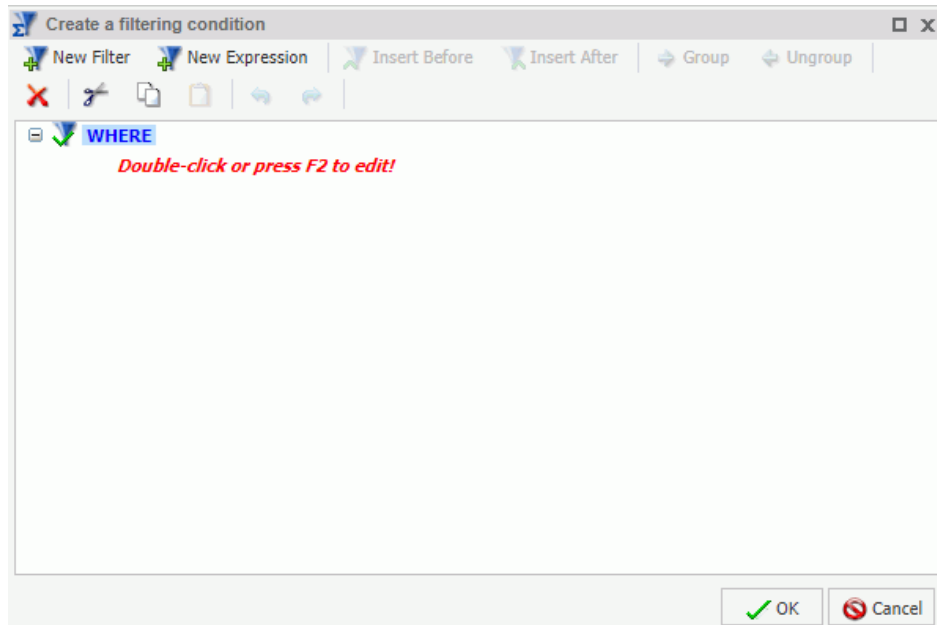 Create a filtering condition
New Filter New Expression Insert Before Insert After Group Ungroup
WHERE
Double-click or press F2 to edit!
OK Cancel